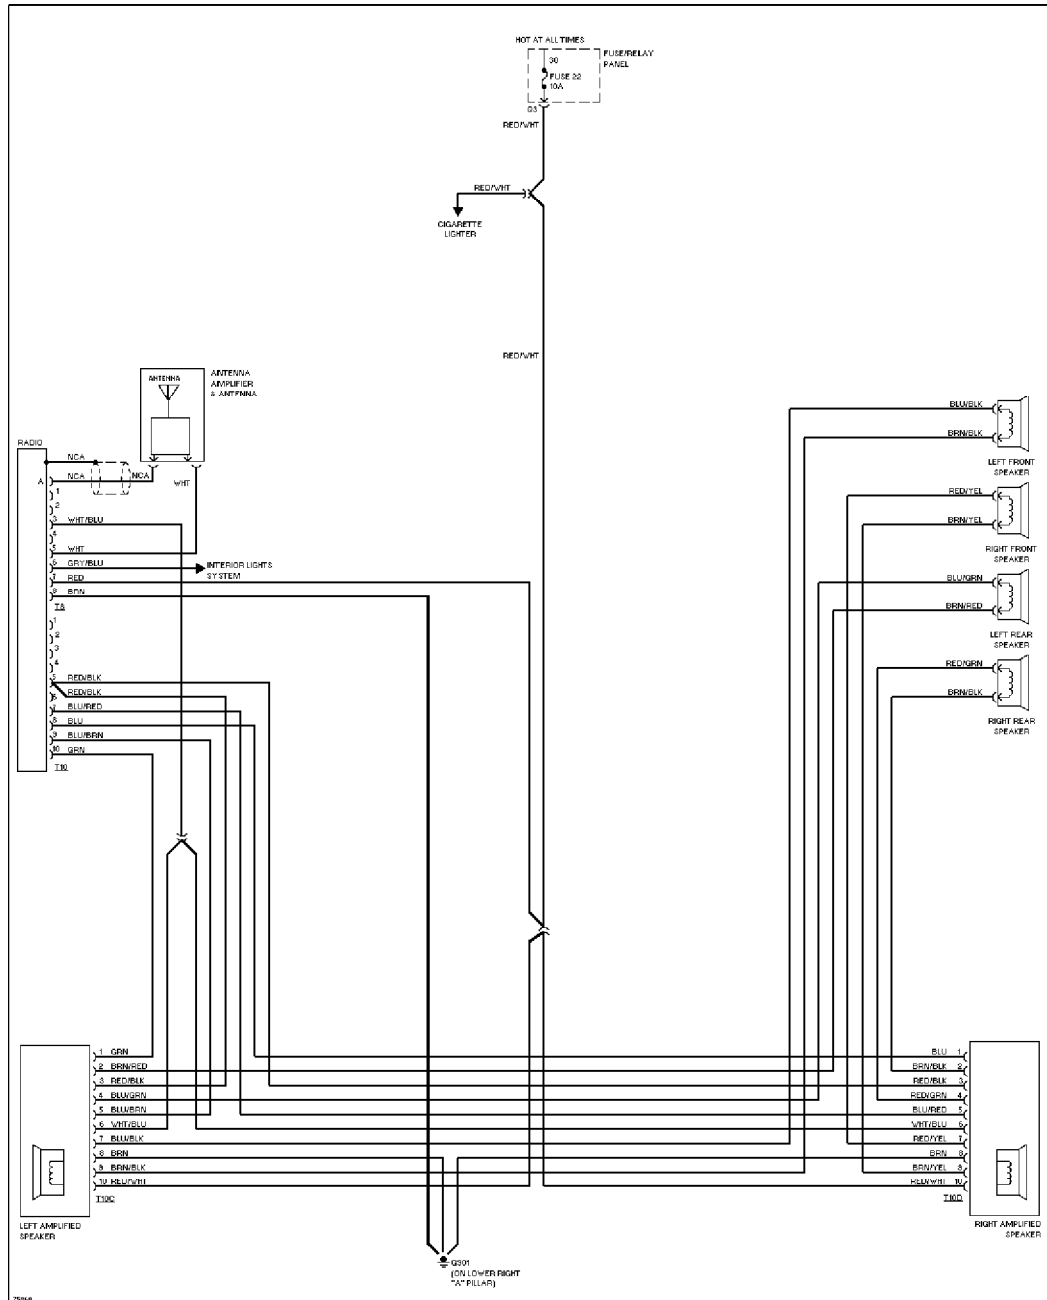 HOT AT ALL TIMES
30
FUSE 22
10A
FUSE/RELAY
PANEL
D3
RED/WHT
RED/WHT
CIGARETTE
LIGHTER
RED/WHT
ANTENNA
ANTENNA
AMPLIFIER
& ANTENNA
RADIO
NCA
A
NCA
NCA
WHT
1
2
3 WHT/BLU
4
5 WHT
6 GRY/BLU
INTERIOR LIGHTS
SYSTEM
7 RED
8 BRN
T8
1
2
3
4
5 RED/BLK
RED/BLK
6
7 BLU/RED
8 BLU
9 BLU/BRN
10 GRN
T10
BLU/BLK
BRN/BLK
LEFT FRONT
SPEAKER
RED/YEL
BRN/YEL
RIGHT FRONT
SPEAKER
BLU/GRN
BRN/RED
LEFT REAR
SPEAKER
RED/GRN
BRN/BLK
RIGHT REAR
SPEAKER
1 GRN
2 BRN/RED
3 RED/BLK
4 BLU/GRN
5 BLU/BRN
6 WHT/BLU
7 BLU/BLK
8 BRN
9 BRN/BLK
10 RED/WHT
T10C
LEFT AMPLIFIED
SPEAKER
BLU 1
BRN/BLK 2
RED/BLK 3
RED/GRN 4
BLU/RED 5
WHT/BLU 6
RED/YEL 7
BRN 8
BRN/YEL 9
RED/WHT 10
T10D
RIGHT AMPLIFIED
SPEAKER
G301
(ON LOWER RIGHT
"A" PILLAR)